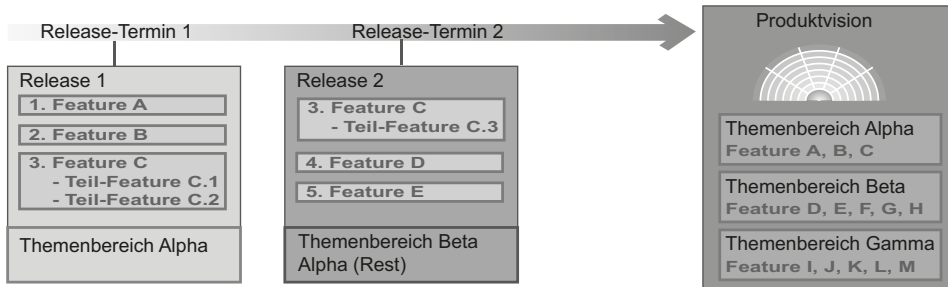 Release-Termin 1
Release-Termin 2
Release 1
1. Feature A
2. Feature B
3. Feature C
- Teil-Feature C.1
- Teil-Feature C.2
Themenbereich Alpha
Release 2
3. Feature C
- Teil-Feature C.3
4. Feature D
5. Feature E
Themenbereich Beta
Alpha (Rest)
Produktvision
Themenbereich Alpha
Feature A, B, C
Themenbereich Beta
Feature D, E, F, G, H
Themenbereich Gamma
Feature I, J, K, L, M